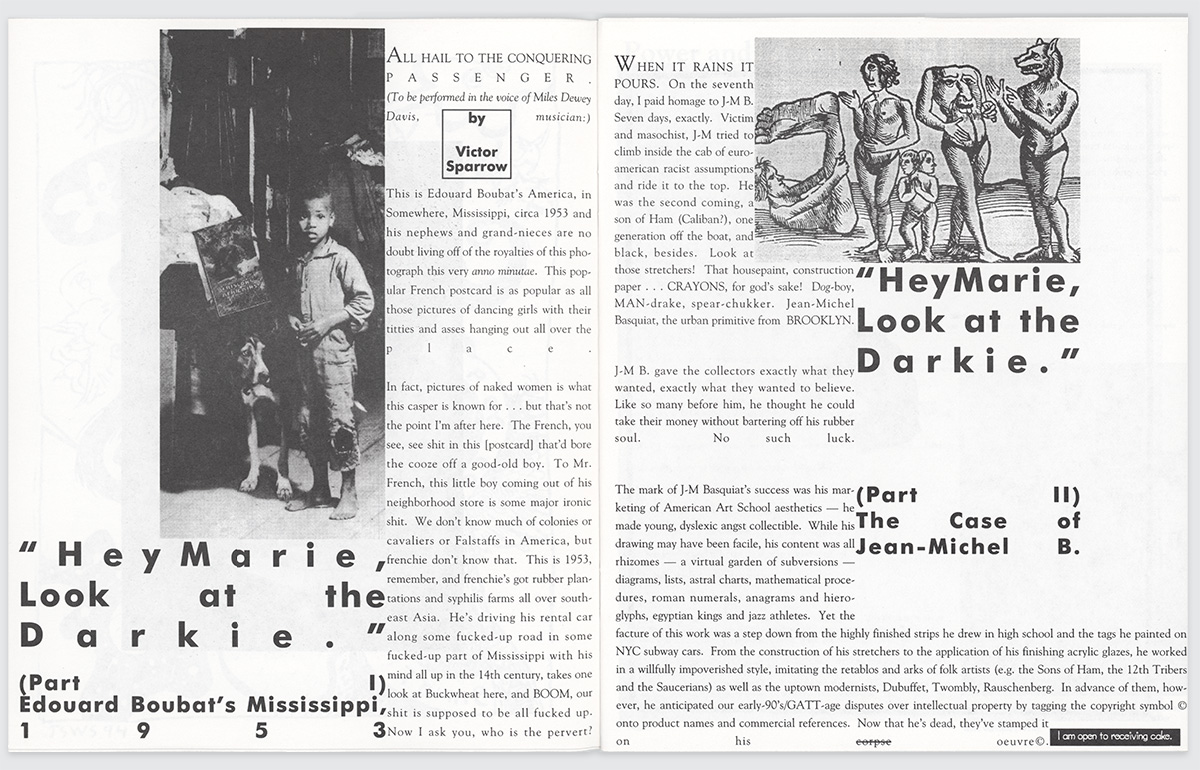 ALL HAIL TO THE CONQUERING
PASSENGER.
(To be performed in the voice of Miles Dewey
Davis, musician:)
by
Victor
Sparrow
This is Edouard Boubat's America, in
Somewhere, Mississippi, circa 1953 and
his nephews and grand-nieces are no
doubt living off of the royalties of this pho-
tograph this very anno minutae. This pop-
ular French postcard is as popular as all
those pictures of dancing girls with their
titties and asses hanging out all over the
place.
In fact, pictures of naked women is what
this casper is known for . . . but that's not
the point I'm after here. The French, you
see, see shit in this [postcard] that'd bore
the cooze off a good-old boy. To Mr.
French, this little boy coming out of his
neighborhood store is some major ironic
shit. We don't know much of colonies or
cavaliers or Falstaffs in America, but
frenchie don't know that. This is 1953,
remember, and frenchie's got rubber plan-
tations and syphilis farms all over south-
east Asia. He's driving his rental car
along some fucked-up road in some
fucked-up part of Mississippi with his
mind all up in the 14th century, takes one
look at Buckwheat here, and BOOM, our
shit is supposed to be all fucked up.
Now I ask you, who is the pervert?
"HeyMarie,
Look at the
Darkie."
(Part I)
Edouard Boubat's Mississippi,
1953
WHEN IT RAINS IT
POURS. On the seventh
day, I paid homage to J-M B.
Seven days, exactly. Victim
and masochist, J-M tried to
climb inside the cab of euro-
american racist assumptions
and ride it to the top. He
was the second coming, a
son of Ham (Caliban?), one
generation off the boat, and
black, besides. Look at
those stretchers! That housepaint, construction
paper . . . CRAYONS, for god's sake! Dog-boy,
MAN-drake, spear-chukker. Jean-Michel
Basquiat, the urban primitive from BROOKLYN.
"HeyMarie,
Look at the
Darkie."
J-M B. gave the collectors exactly what they
wanted, exactly what they wanted to believe.
Like so many before him, he thought he could
take their money without bartering off his rubber
soul. No such luck.
(Part II)
The Case of
Jean-Michel B.
The mark of J-M Basquiat's success was his mar-
keting of American Art School aesthetics — he
made young, dyslexic angst collectible. While his
drawing may have been facile, his content was all
rhizomes — a virtual garden of subversions —
diagrams, lists, astral charts, mathematical proce-
dures, roman numerals, anagrams and hiero-
glyphs, egyptian kings and jazz athletes. Yet the
facture of this work was a step down from the highly finished strips he drew in high school and the tags he painted on
NYC subway cars. From the construction of his stretchers to the application of his finishing acrylic glazes, he worked
in a willfully impoverished style, imitating the retablos and arks of folk artists (e.g. the Sons of Ham, the 12th Tribers
and the Saucerians) as well as the uptown modernists, Dubuffet, Twombly, Rauschenberg. In advance of them, how-
ever, he anticipated our early-90's/GATT-age disputes over intellectual property by tagging the copyright symbol ©
onto product names and commercial references. Now that he's dead, they've stamped it
on his corpse oeuvre©.
I am open to receiving cake.